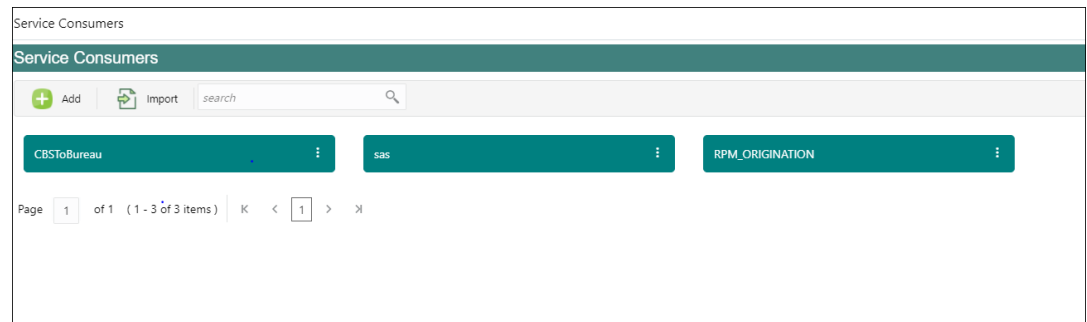 Service Consumers
Service Consumers
Add Import search
CBSToBureau sas RPM_ORIGINATION
Page 1 of 1 ( 1 - 3 of 3 items ) 1